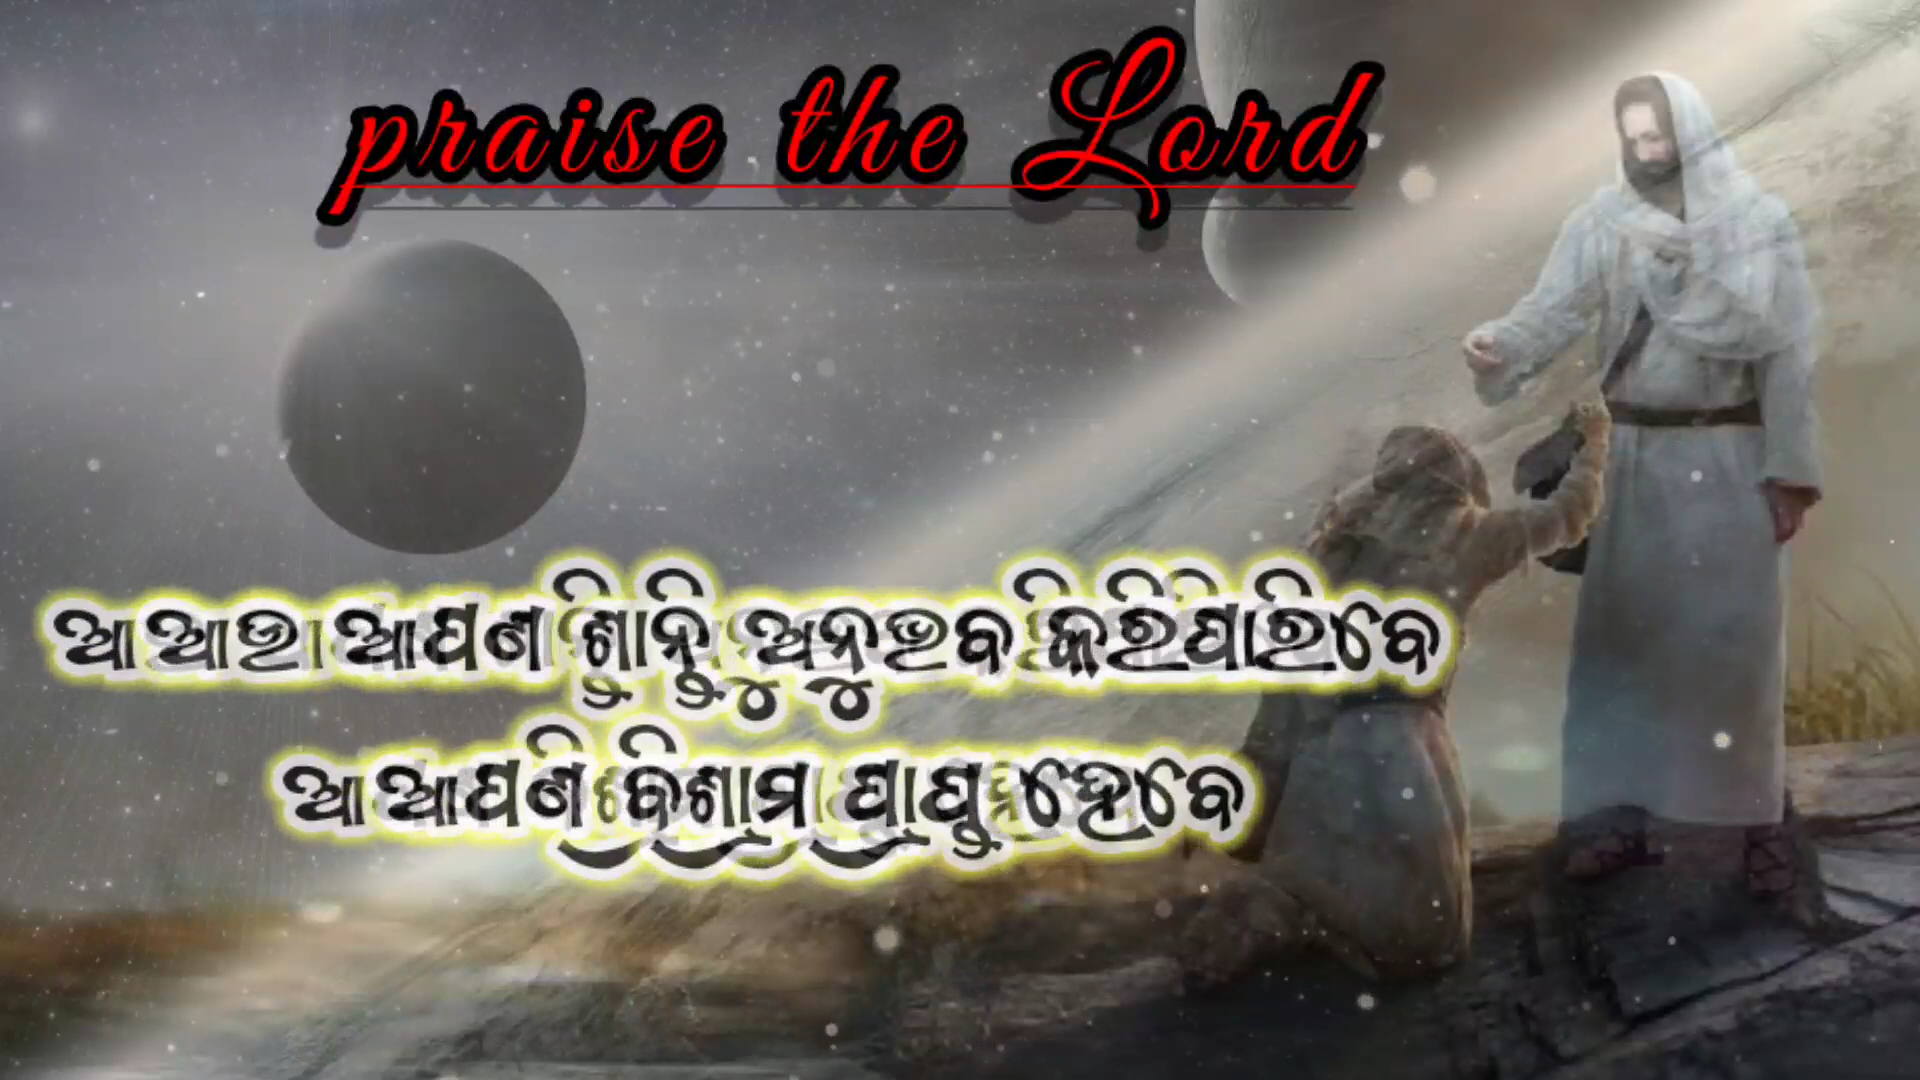 praise the Lord
ଆଉ ଆପଣ ଶାନ୍ତି ଅନୁଭବ କରିପାରିବେ
ଆପଣ ବିଶ୍ରାମ ପ୍ରାପ୍ତ ହେବେ